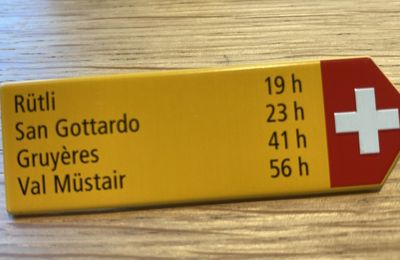 Rütli 19 h
San Gottardo 23 h
Gruyères 41 h
Val Müstair 56 h